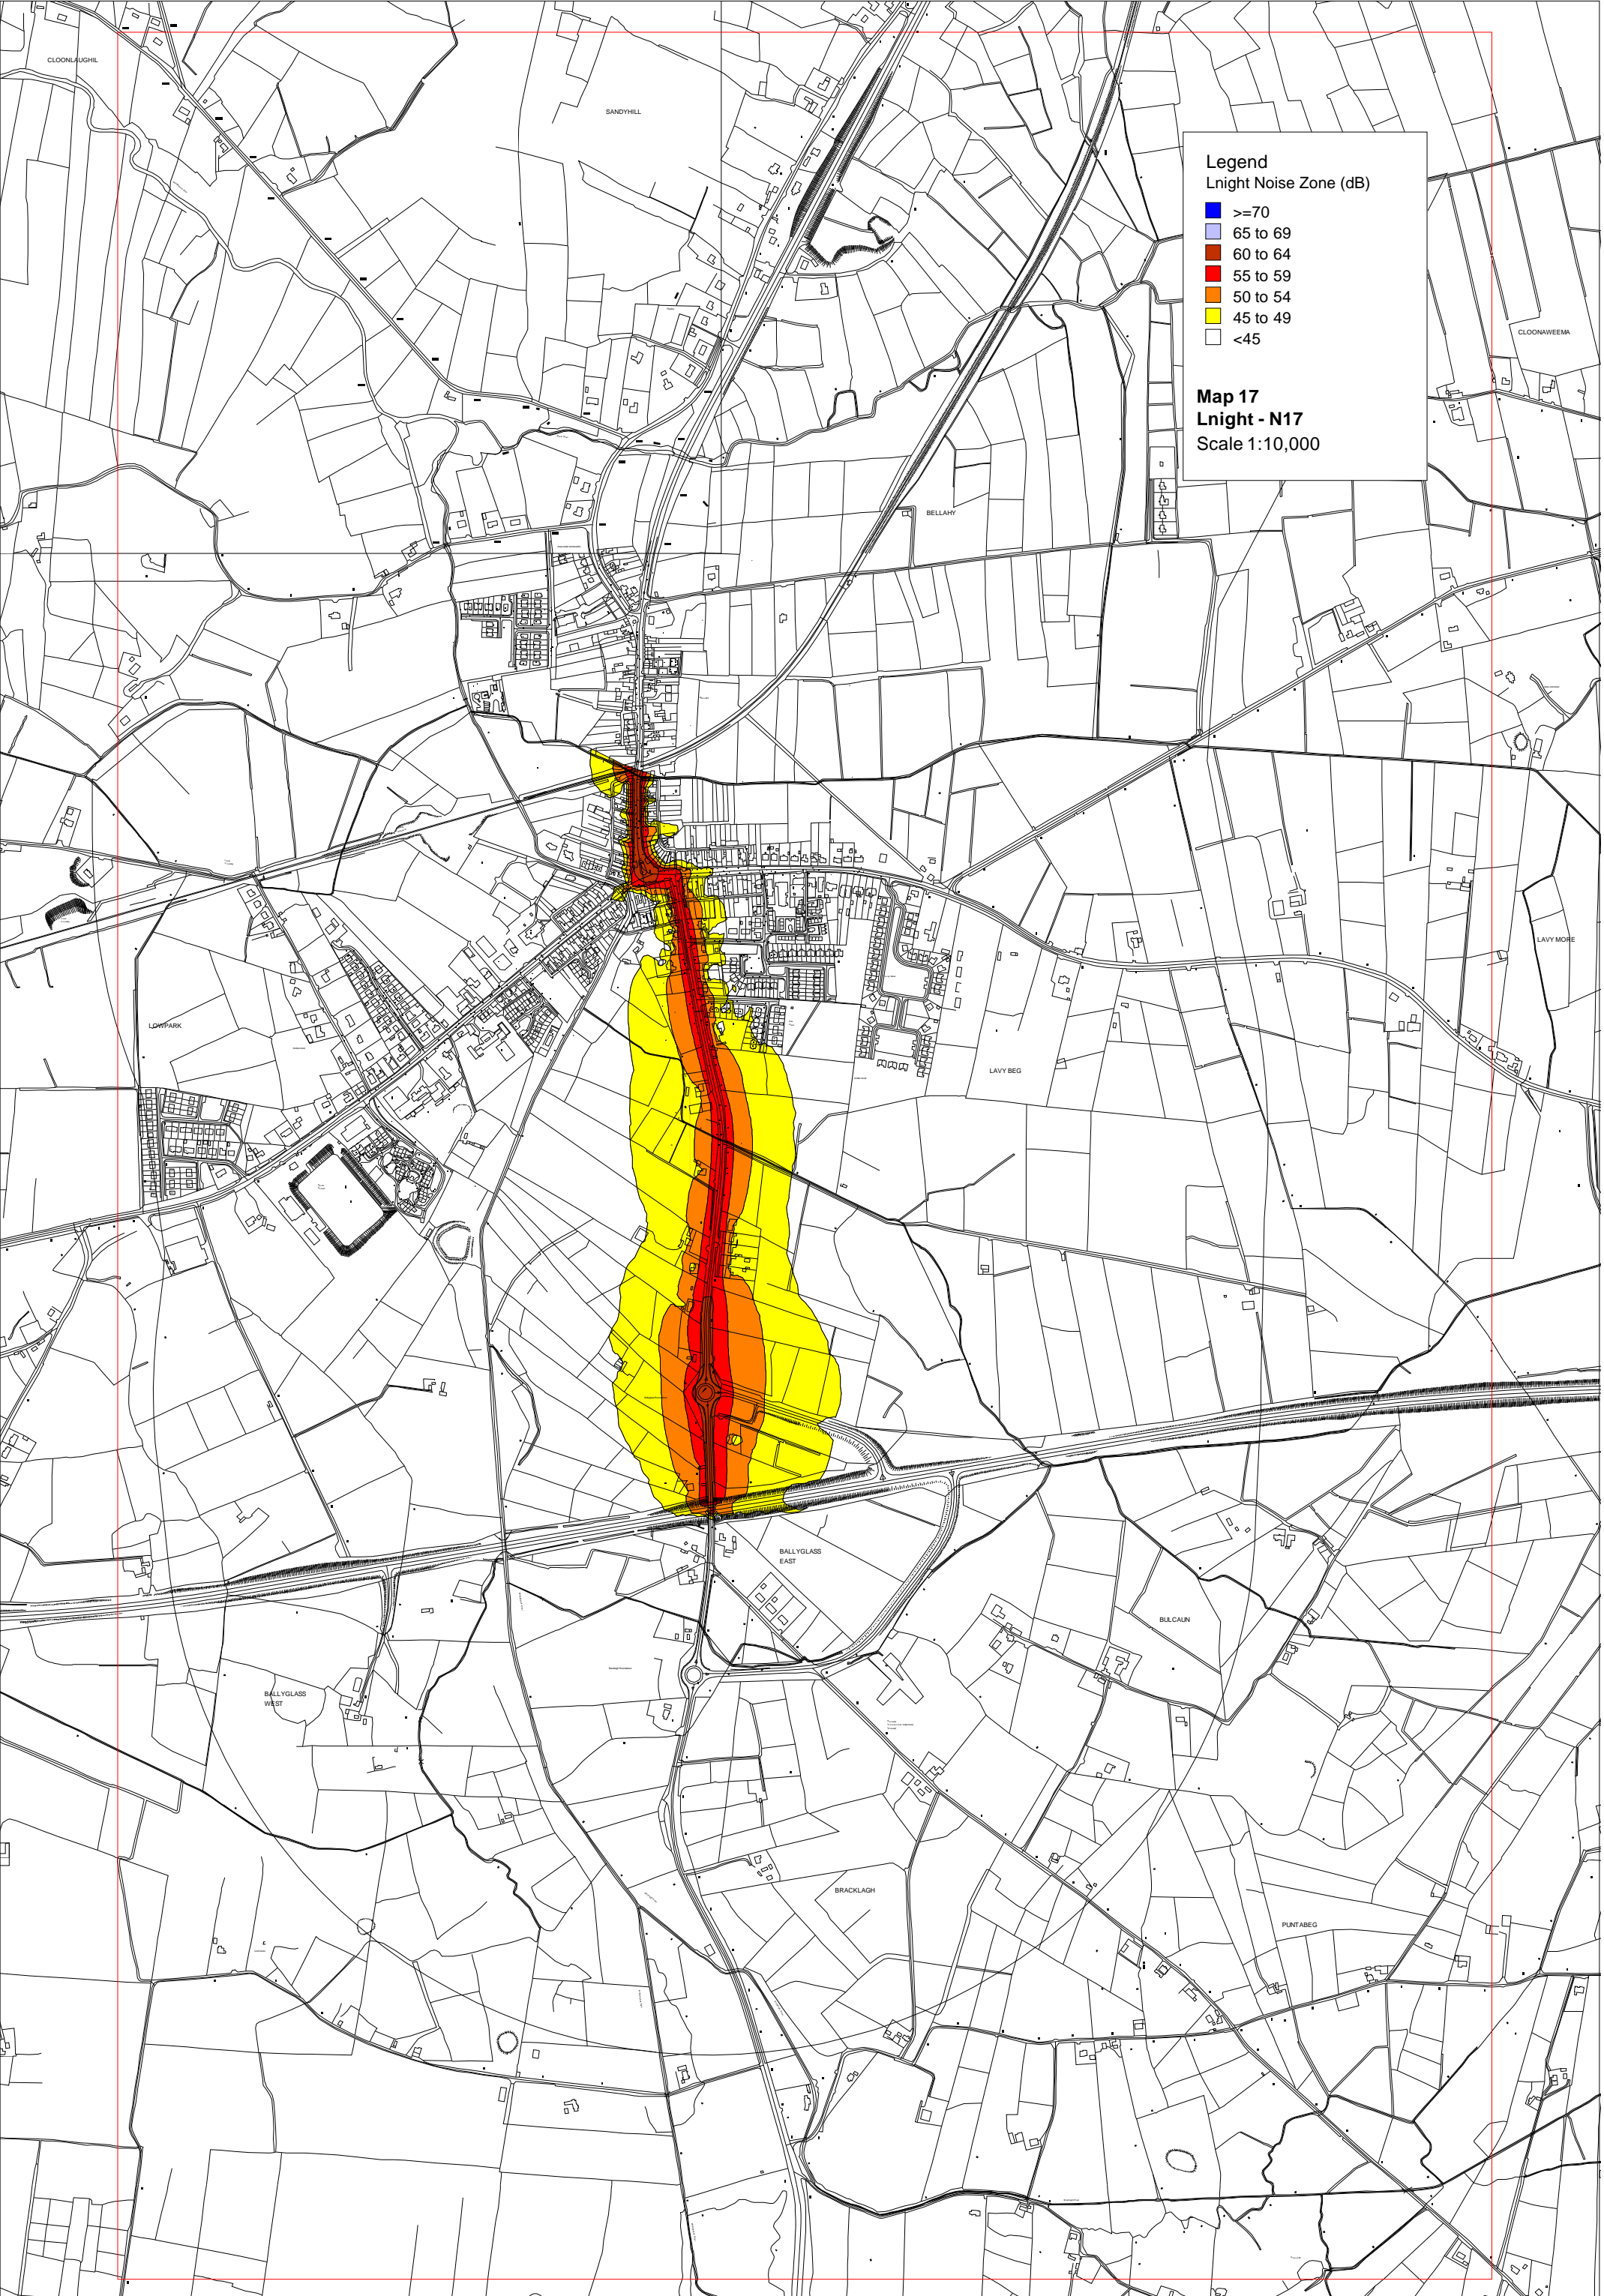 CLOONLAUGHIL
SANDYHILL
Legend
Lnight Noise Zone (dB)
>=70
65 to 69
60 to 64
55 to 59
50 to 54
45 to 49
<45
CLOONAWEEMA
Map 17
Lnight - N17
Scale 1:10,000
BELLAHY
LAVY MORE
LOWPARK
LAVY BEG
BALLYGLASS
EAST
BULCAUN
BALLYGLASS
WEST
BRACKLAGH
PUNTABEG